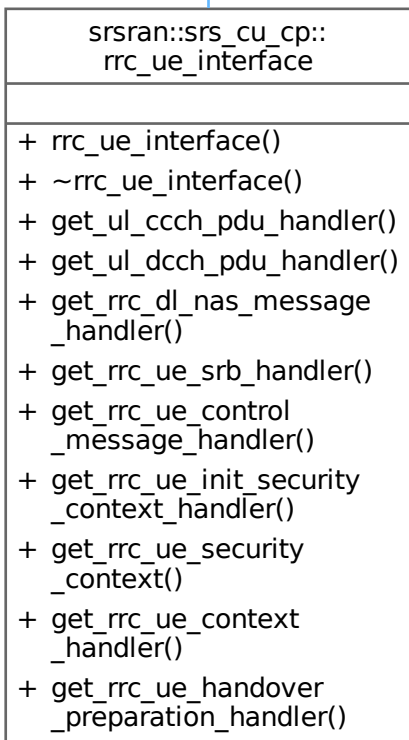 srsran::srs_cu_cp::
rrc_ue_interface
+ rrc_ue_interface()
+ ~rrc_ue_interface()
+ get_ul_ccch_pdu_handler()
+ get_ul_dcch_pdu_handler()
+ get_rrc_dl_nas_message
_handler()
+ get_rrc_ue_srb_handler()
+ get_rrc_ue_control
_message_handler()
+ get_rrc_ue_init_security
_context_handler()
+ get_rrc_ue_security
_context()
+ get_rrc_ue_context
_handler()
+ get_rrc_ue_handover
_preparation_handler()